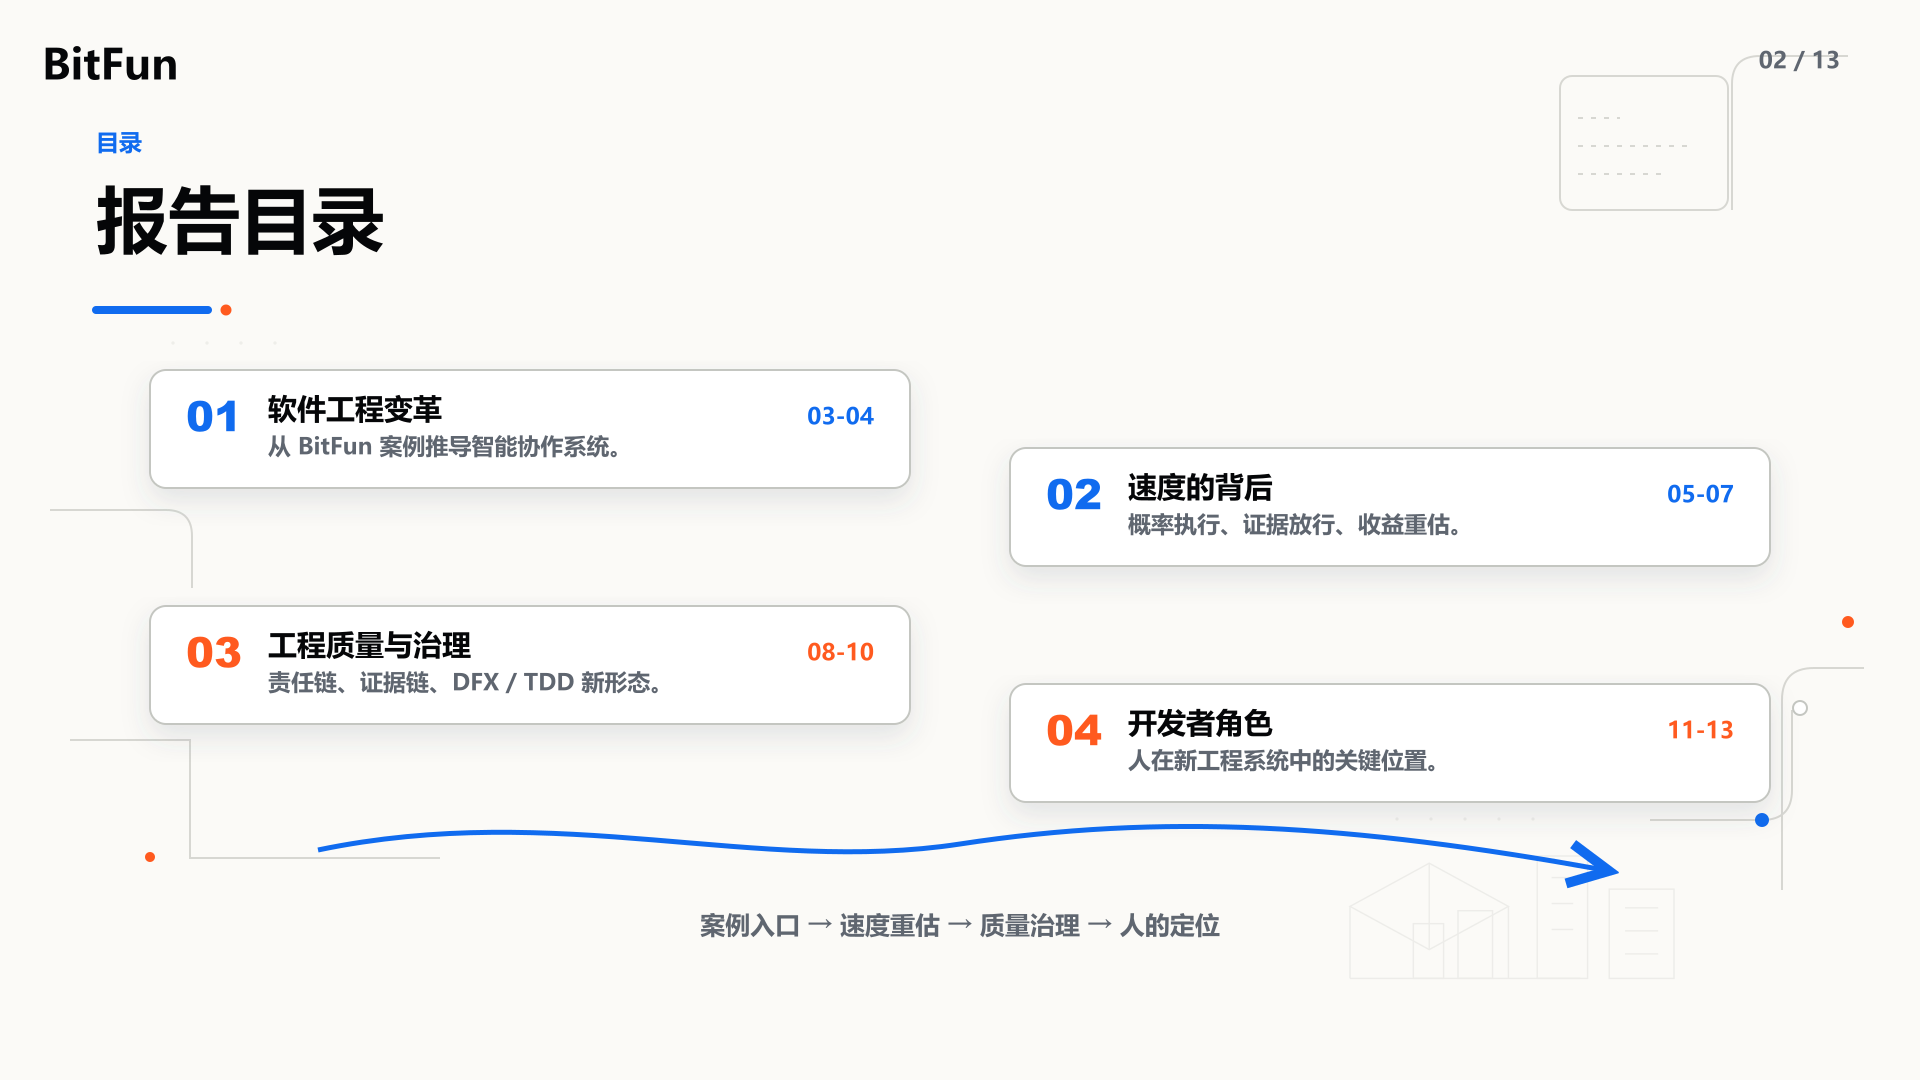 BitFun
02 / 13
目录
报告目录
01
软件工程变革
03-04
从 BitFun 案例推导智能协作系统。
02
速度的背后
05-07
概率执行、证据放行、收益重估。
03
工程质量与治理
08-10
责任链、证据链、DFX / TDD 新形态。
04
开发者角色
11-13
人在新工程系统中的关键位置。
案例入口 → 速度重估 → 质量治理 → 人的定位